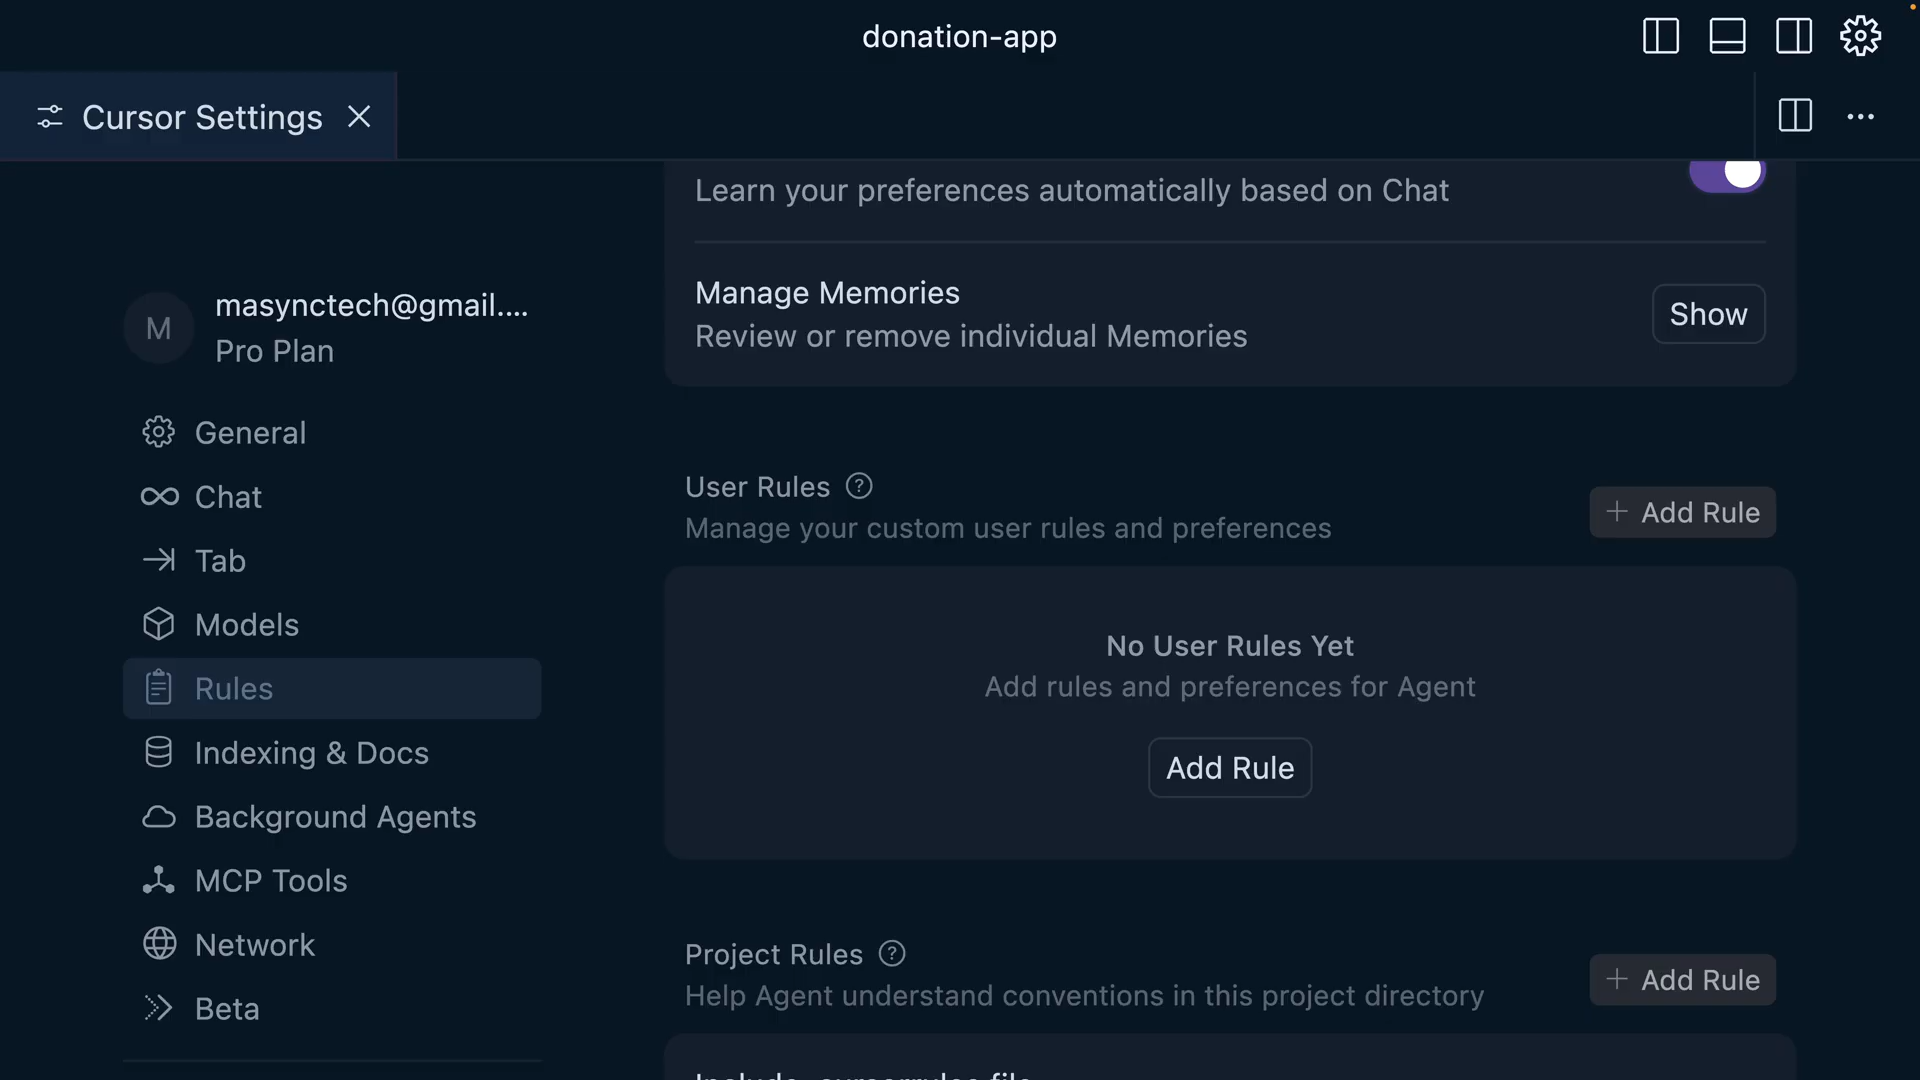 donation-app
Cursor Settings
Learn your preferences automatically based on Chat
Manage Memories
Review or remove individual Memories
Show
M
masynctech@gmail....
Pro Plan
General
Chat
Tab
Models
Rules
Indexing & Docs
Background Agents
MCP Tools
Network
Beta
User Rules
Manage your custom user rules and preferences
+ Add Rule
No User Rules Yet
Add rules and preferences for Agent
Add Rule
Project Rules
Help Agent understand conventions in this project directory
+ Add Rule
Include .cursorrules file